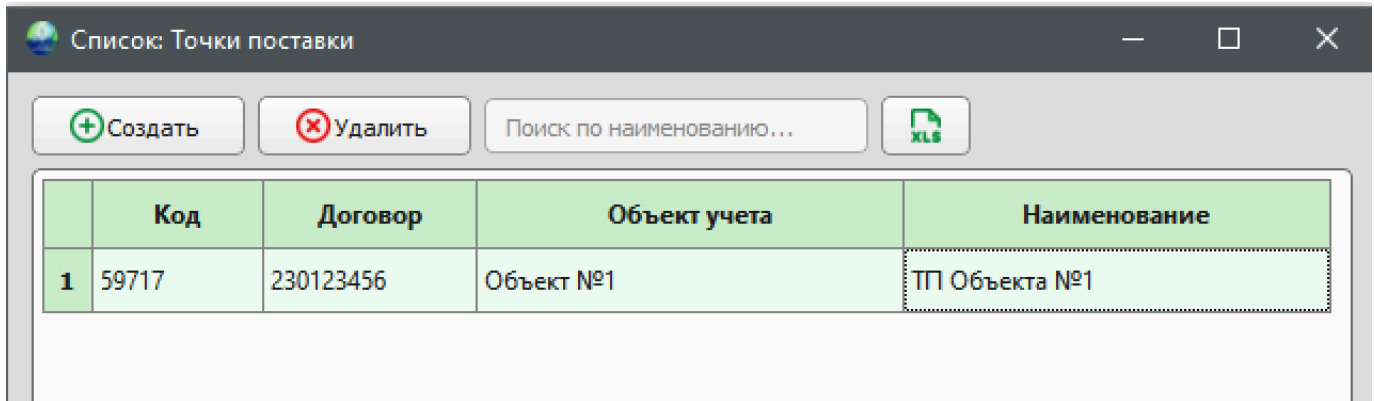 Список: Точки поставки
Создать Удалить Поиск по наименованию... XLS
Код Договор Объект учета Наименование
1 59717 230123456 Объект №1 ТП Объекта №1